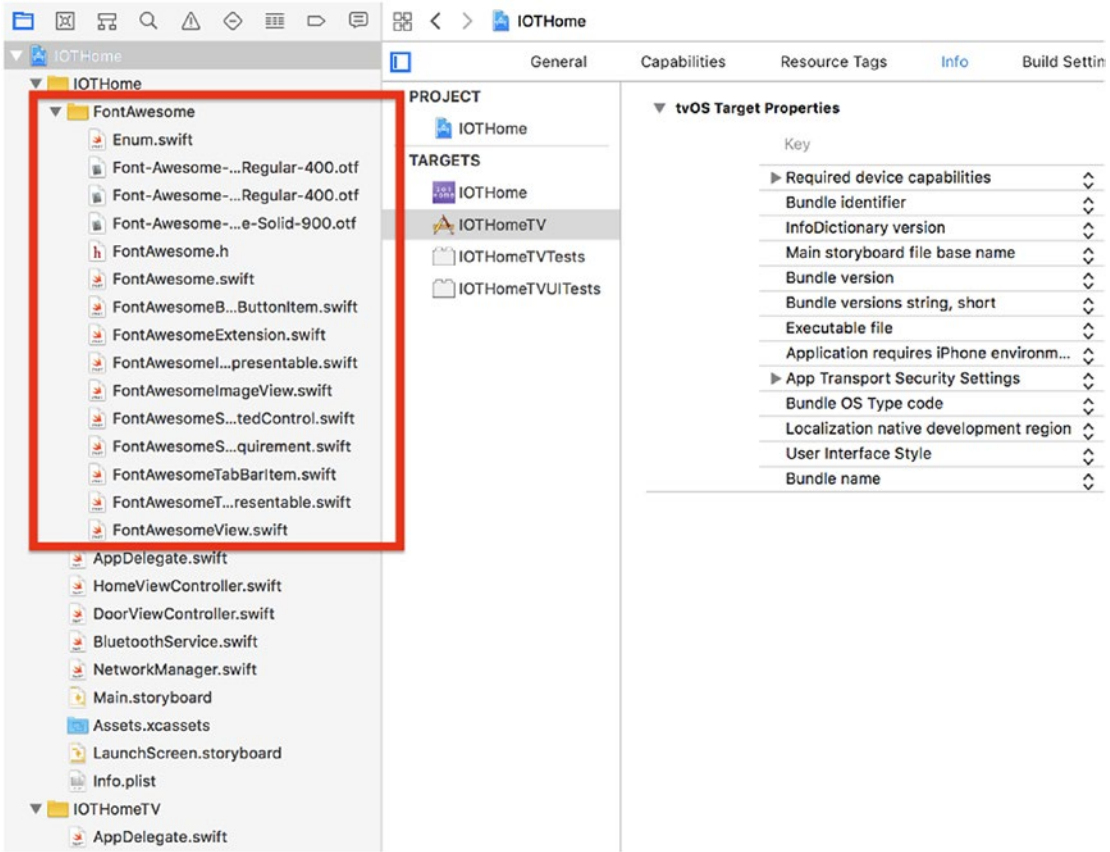 IOTHome
IOTHome
IOTHome
FontAwesome
Enum.swift
Font-Awesome-...Regular-400.otf
Font-Awesome-...Regular-400.otf
Font-Awesome-...e-Solid-900.otf
FontAwesome.h
FontAwesome.swift
FontAwesomeB...ButtonItem.swift
FontAwesomeExtension.swift
FontAwesomeI...presentable.swift
FontAwesomeImageView.swift
FontAwesomeS...tedControl.swift
FontAwesomeS...quirement.swift
FontAwesomeTabBarItem.swift
FontAwesomeT...resentable.swift
FontAwesomeView.swift
AppDelegate.swift
HomeViewController.swift
DoorViewController.swift
BluetoothService.swift
NetworkManager.swift
Main.storyboard
Assets.xcassets
LaunchScreen.storyboard
Info.plist
IOTHomeTV
AppDelegate.swift
General Capabilities Resource Tags Info Build Settin
PROJECT
IOTHome
TARGETS
IOTHome
IOTHomeTV
IOTHomeTVTests
IOTHomeTVUITests
tvOS Target Properties
Key
Required device capabilities
Bundle identifier
InfoDictionary version
Main storyboard file base name
Bundle version
Bundle versions string, short
Executable file
Application requires iPhone environm...
App Transport Security Settings
Bundle OS Type code
Localization native development region
User Interface Style
Bundle name